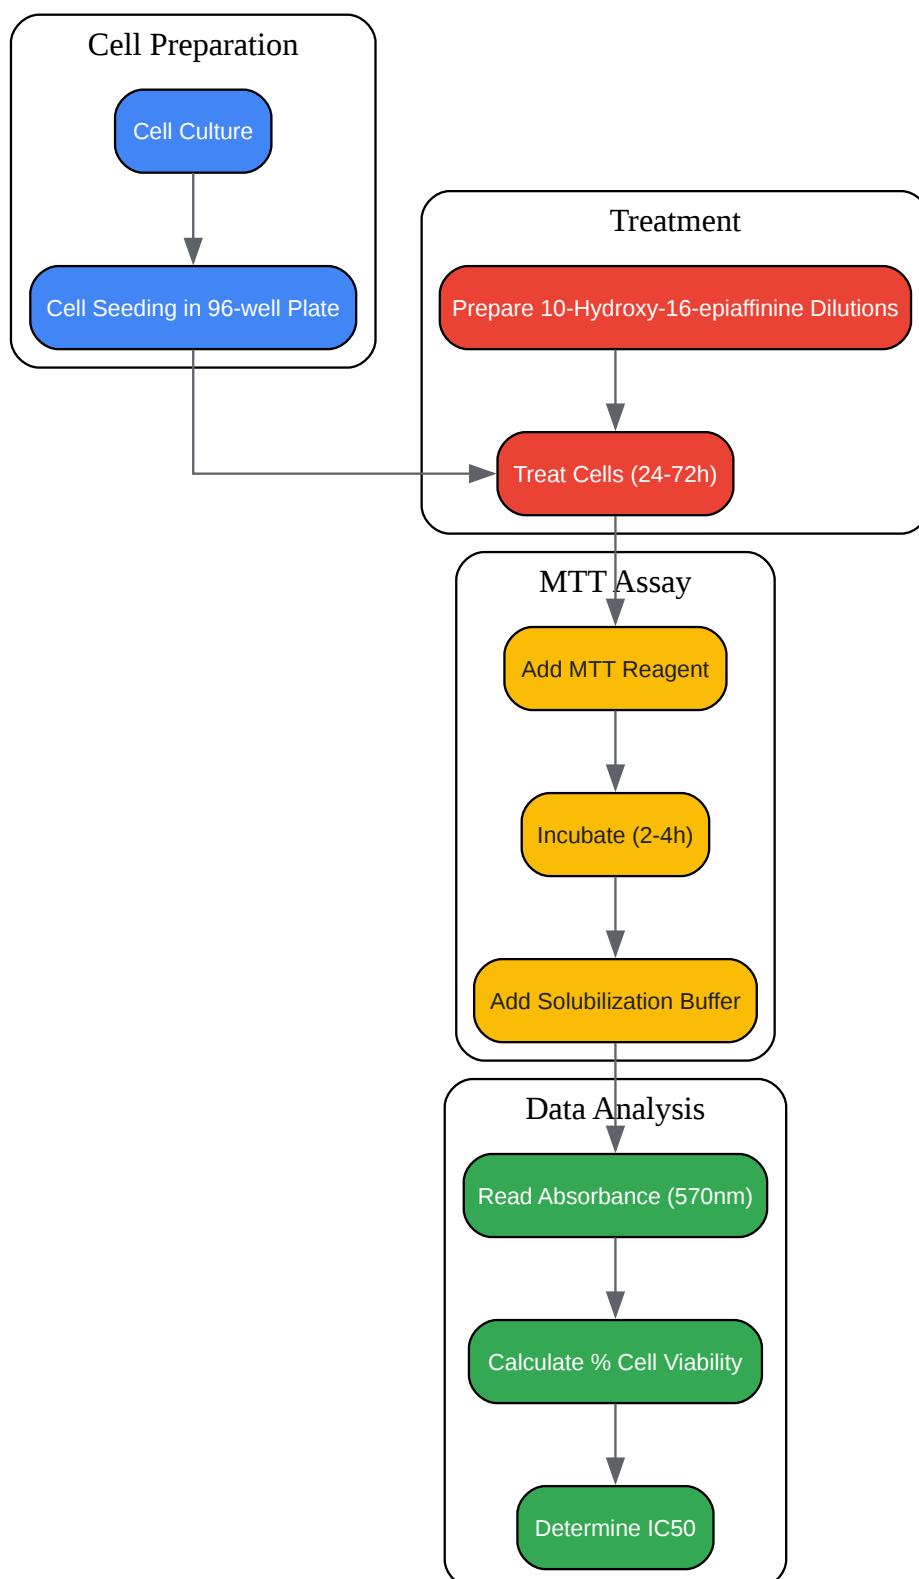 Cell Preparation
Cell Culture
Cell Seeding in 96-well Plate
Treatment
Prepare 10-Hydroxy-16-epiaffinine Dilutions
Treat Cells (24-72h)
MTT Assay
Add MTT Reagent
Incubate (2-4h)
Add Solubilization Buffer
Data Analysis
Read Absorbance (570nm)
Calculate % Cell Viability
Determine IC50